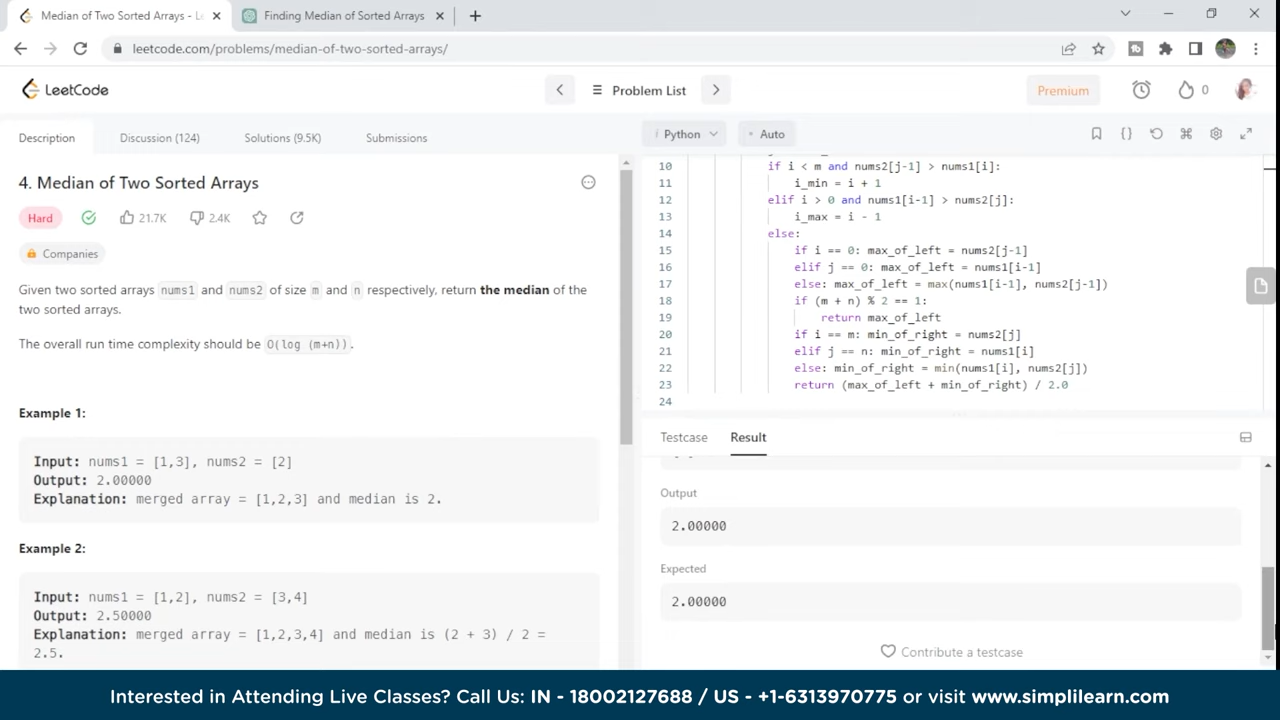 Median of Two Sorted Arrays - Le
Finding Median of Sorted Arrays
leetcode.com/problems/median-of-two-sorted-arrays/
LeetCode
Problem List
Premium
0
Description
Discussion (124)
Solutions (9.5K)
Submissions
Python
Auto
4. Median of Two Sorted Arrays
Hard
21.7K
2.4K
Companies
Given two sorted arrays nums1 and nums2 of size m and n respectively, return the median of the
two sorted arrays.
The overall run time complexity should be O(log (m+n)).
Example 1:
Input: nums1 = [1,3], nums2 = [2]
Output: 2.00000
Explanation: merged array = [1,2,3] and median is 2.
Example 2:
Input: nums1 = [1,2], nums2 = [3,4]
Output: 2.50000
Explanation: merged array = [1,2,3,4] and median is (2 + 3) / 2 =
2.5.
10 if i < m and nums2[j-1] > nums1[i]:
11 i_min = i + 1
12 elif i > 0 and nums1[i-1] > nums2[j]:
13 i_max = i - 1
14 else:
15 if i == 0: max_of_left = nums2[j-1]
16 elif j == 0: max_of_left = nums1[i-1]
17 else: max_of_left = max(nums1[i-1], nums2[j-1])
18 if (m + n) % 2 == 1:
19 return max_of_left
20 if i == m: min_of_right = nums2[j]
21 elif j == n: min_of_right = nums1[i]
22 else: min_of_right = min(nums1[i], nums2[j])
23 return (max_of_left + min_of_right) / 2.0
24
Testcase
Result
Output
2.00000
Expected
2.00000
Contribute a testcase
Interested in Attending Live Classes? Call Us: IN - 18002127688 / US - +1-6313970775 or visit www.simplilearn.com